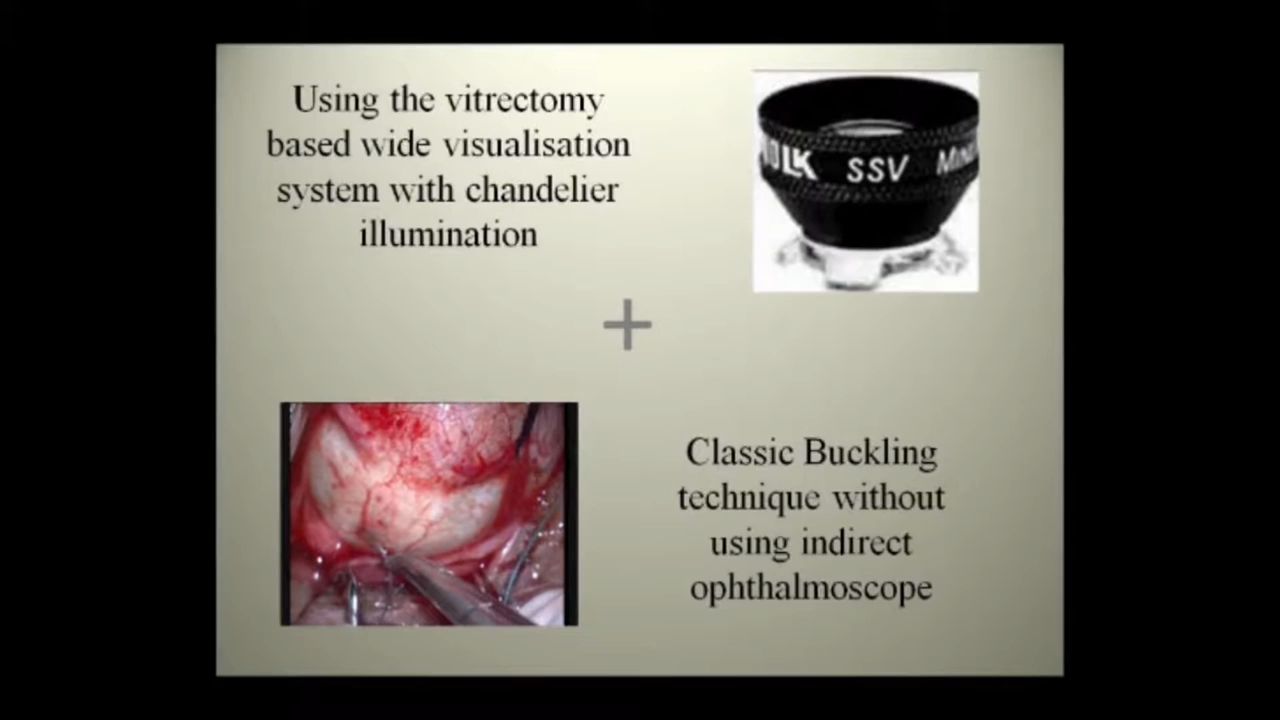 Using the vitrectomy
based wide visualisation
system with chandelier
illumination
SSV
+
Classic Buckling
technique without
using indirect
ophthalmoscope